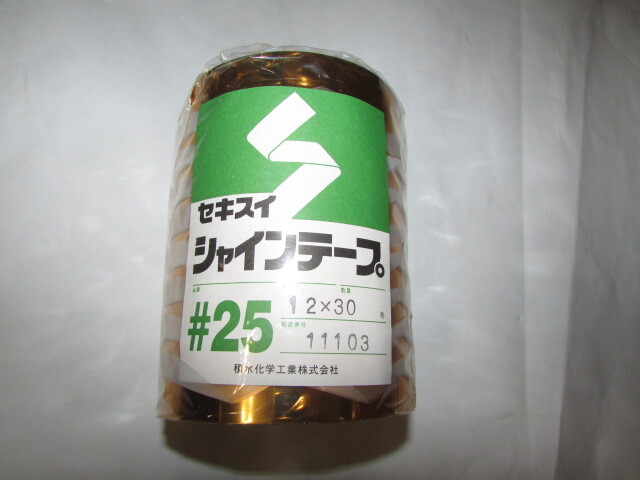 セキスイ
シャインテープ
#25
12×30
11103
積水化学工業株式会社